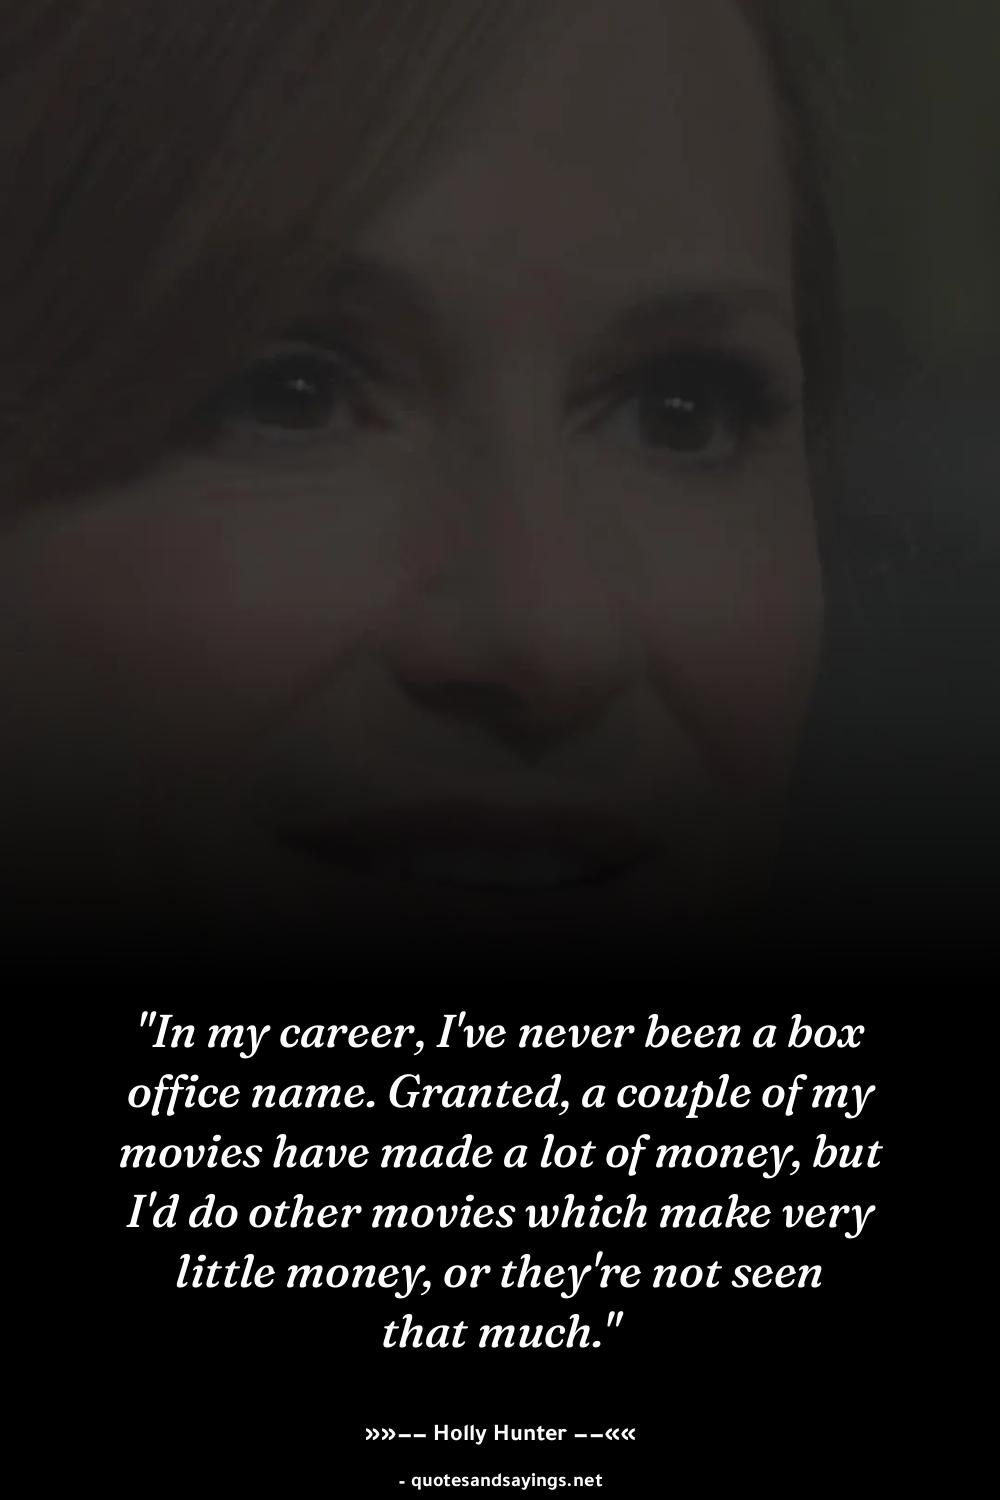 "In my career, I've never been a box
office name. Granted, a couple of my
movies have made a lot of money, but
I'd do other movies which make very
little money, or they're not seen
that much."
»»−− Holly Hunter −−««
- quotesandsayings.net